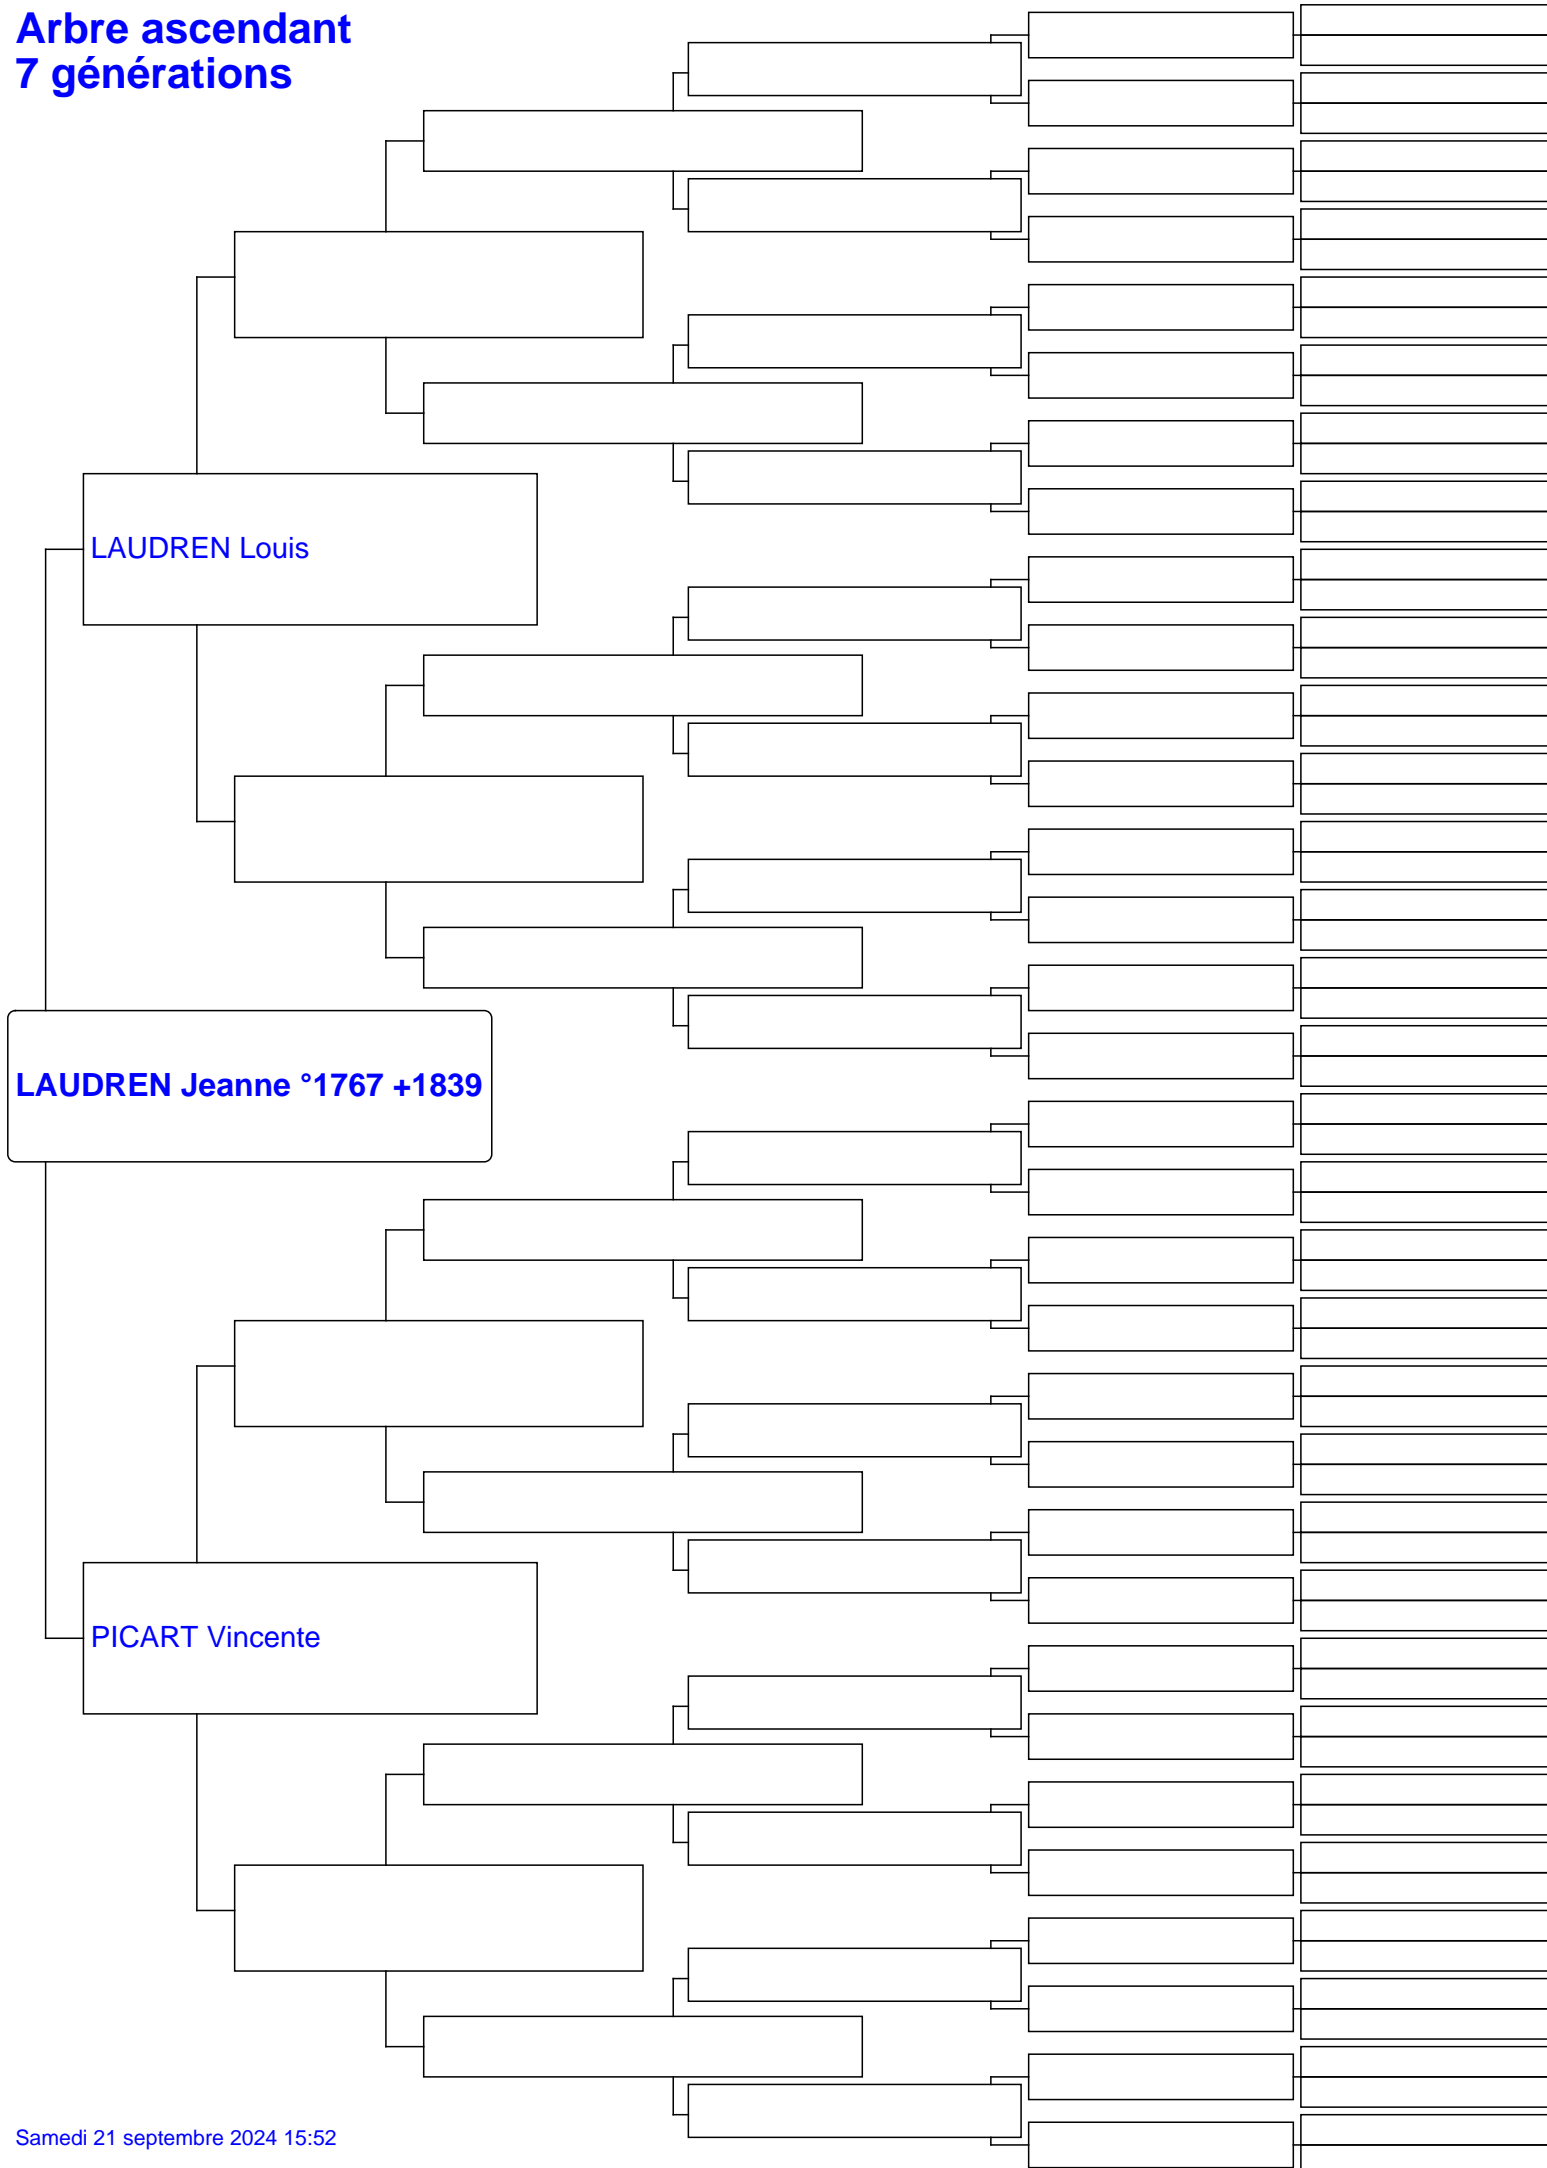 Arbre ascendant
7 générations
LAUDREN Louis
LAUDREN Jeanne °1767 +1839
PICART Vincente
Samedi 21 septembre 2024 15:52